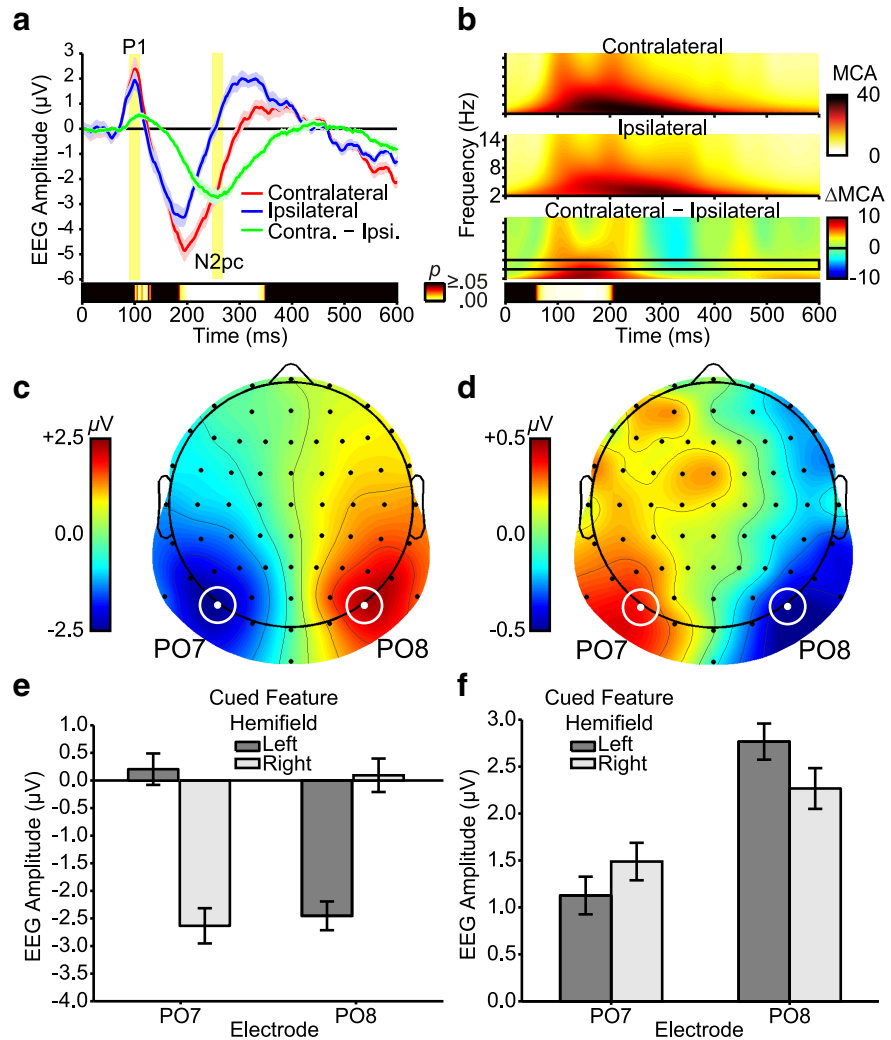 a
P1
3
2
1
0
-1
-2
-3
-4
-5
-6
EEG Amplitude (µV)
Contralateral
Ipsilateral
Contra. – Ipsi.
N2pc
p
≥.05
.00
0 100 200 300 400 500 600
Time (ms)
b
Contralateral
Ipsilateral
Contralateral – Ipsilateral
Frequency (Hz)
14
8
4
2
MCA
40
0
ΔMCA
10
0
-10
0 100 200 300 400 500 600
Time (ms)
c
µV
+2.5
0.0
-2.5
PO7
PO8
d
µV
+0.5
0.0
-0.5
PO7
PO8
e
Cued Feature
Hemifield
Left
Right
1.0
0.5
0.0
-0.5
-1.0
-1.5
-2.0
-2.5
-3.0
-3.5
-4.0
EEG Amplitude (µV)
PO7
PO8
Electrode
f
Cued Feature
Hemifield
Left
Right
3.0
2.5
2.0
1.5
1.0
0.5
0.0
EEG Amplitude (µV)
PO7
PO8
Electrode